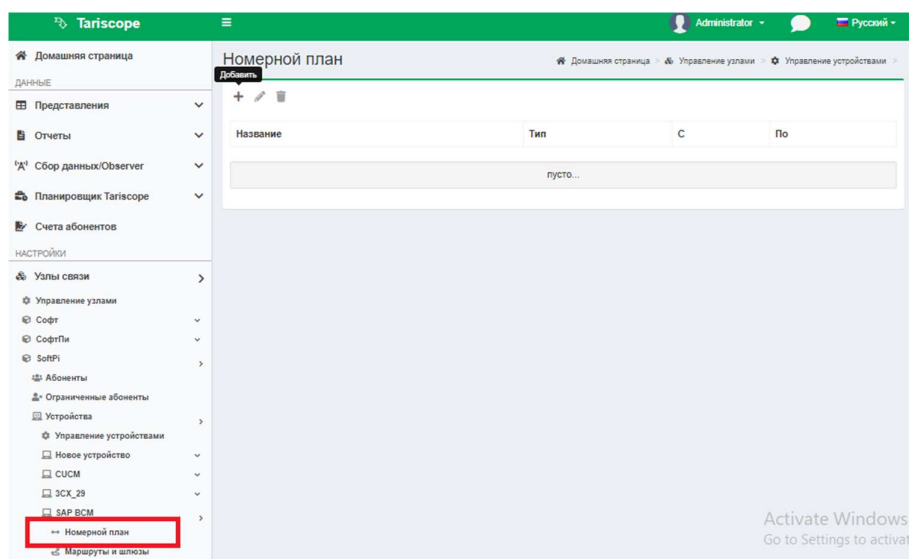 Tariscope
Administrator
Русский
Домашняя страница
ДАННЫЕ
Представления
Отчеты
Сбор данных/Observer
Планировщик Tariscope
Счета абонентов
НАСТРОЙКИ
Узлы связи
Управление узлами
Софт
СофтПи
SoftPi
Абоненты
Ограниченные абоненты
Устройства
Управление устройствами
Новое устройство
CUCM
3CX_29
SAP BCM
Номерной план
Маршруты и шлюзы
Номерной план
Домашняя страница > Управление узлами > Управление устройствами >
Добавить
Название Тип С По
пусто...
Activate Windows
Go to Settings to activat